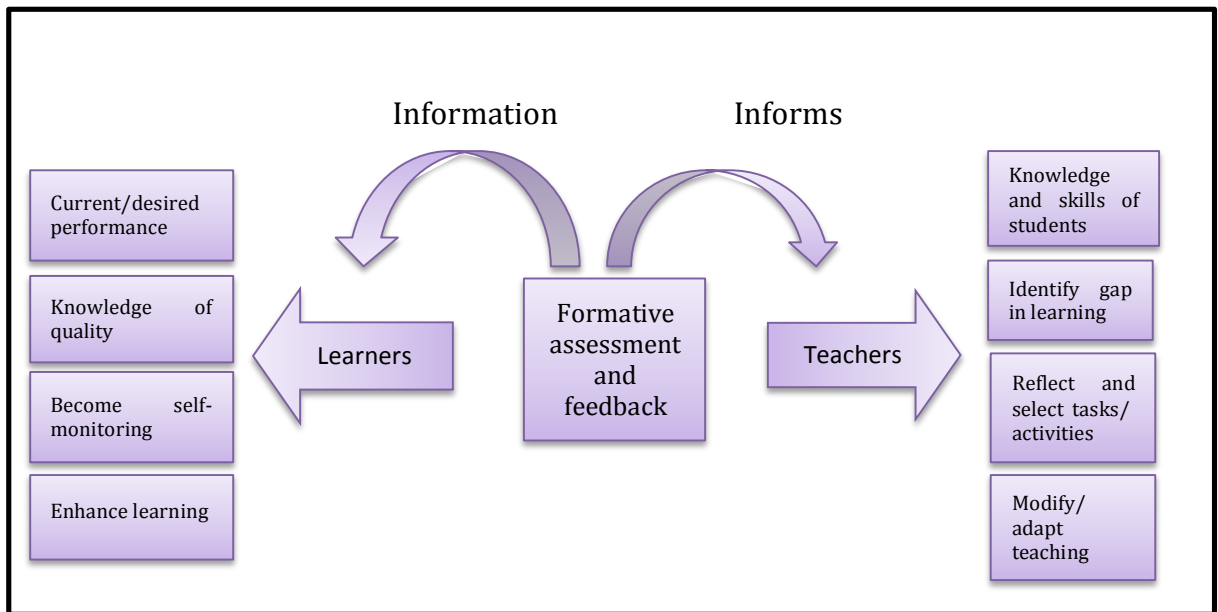 Information
Informs
Current/desired
performance
Knowledge of
quality
Become self-
monitoring
Enhance learning
Learners
Formative
assessment
and
feedback
Teachers
Knowledge
and skills of
students
Identify gap
in learning
Reflect and
select tasks/
activities
Modify/
adapt
teaching